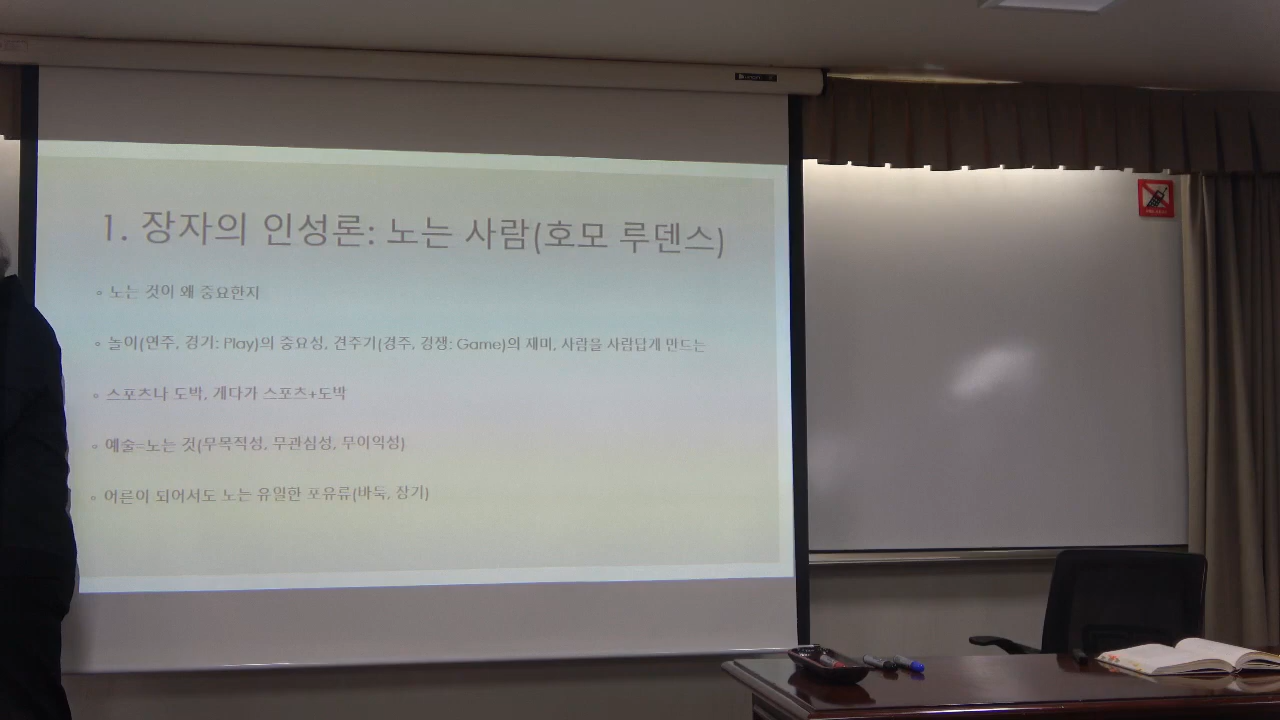 1. 장자의 인성론: 노는 사람(호모 루덴스)
◦ 노는 것이 왜 중요한지
◦ 놀이(연주, 경기: Play)의 중요성, 견주기(경주, 경쟁: Game)의 재미, 사람을 사람답게 만드는
◦ 스포츠나 도박, 게다가 스포츠+도박
◦ 예술=노는 것(무목적성, 무관심성, 무이익성)
◦ 어른이 되어서도 노는 유일한 포유류(바둑, 장기)